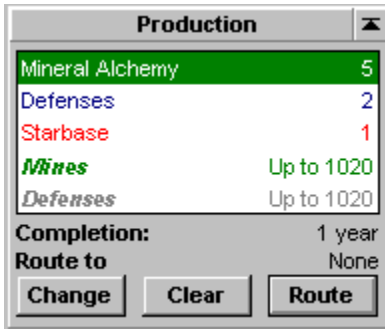 Production
Mineral Alchemy 5
Defenses 2
Starbase 1
Mines Up to 1020
Defenses Up to 1020
Completion: 1 year
Route to None
Change Clear Route